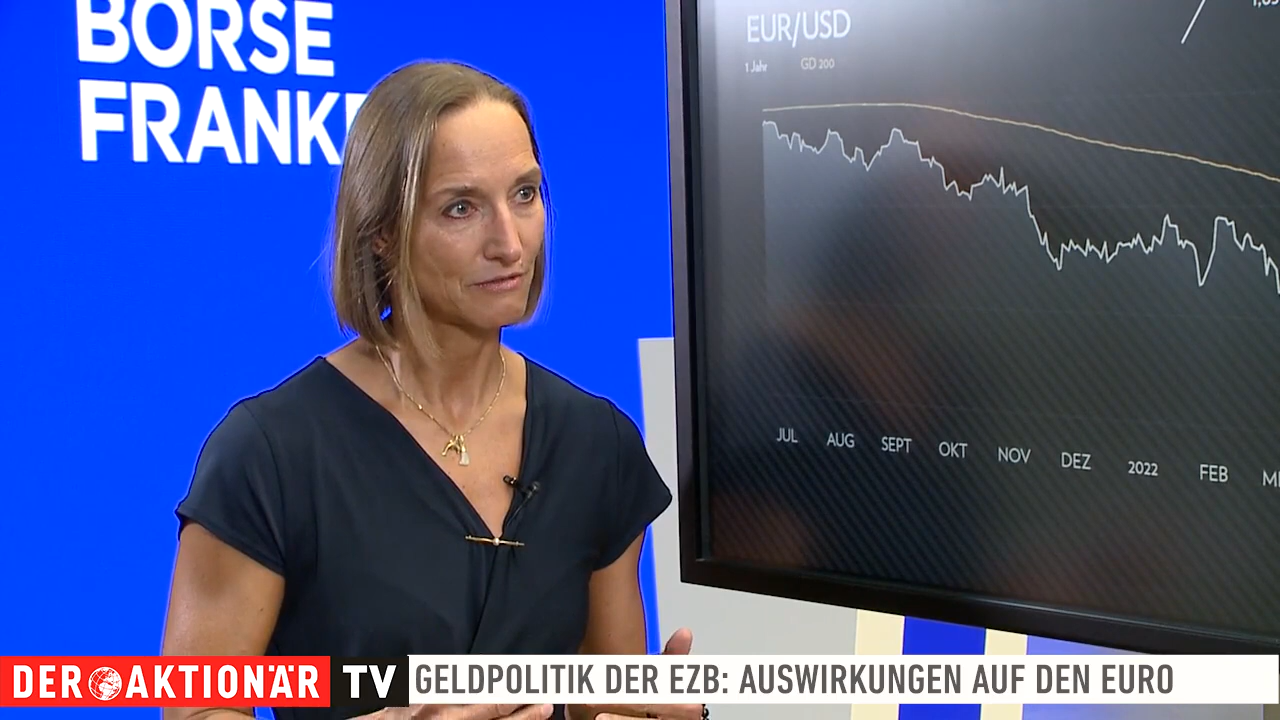 BÖRSE
FRANK
EUR/USD
1 Jahr GD 200
JUL AUG SEPT OKT NOV DEZ 2022 FEB
DER AKTIONÄR TV GELDPOLITIK DER EZB: AUSWIRKUNGEN AUF DEN EURO